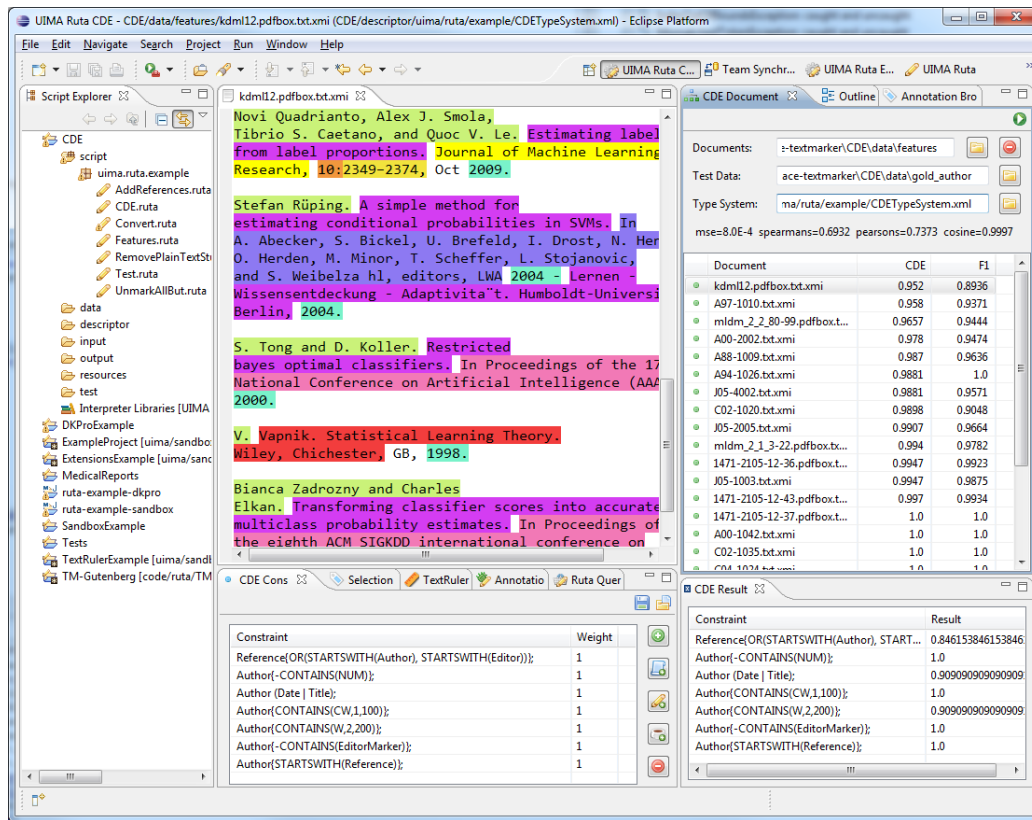 UIMA Ruta CDE - CDE/data/features/kdml12.pdfbox.txt.xmi (CDE/descriptor/uima/ruta/example/CDETypeSystem.xml) - Eclipse Platform
File Edit Navigate Search Project Run Window Help
UIMA Ruta C... Team Synchr... UIMA Ruta E... UIMA Ruta
Script Explorer
CDE
script
uima.ruta.example
AddReferences.ruta
CDE.ruta
Convert.ruta
Features.ruta
RemovePlainTextStr
Test.ruta
UnmarkAllBut.ruta
data
descriptor
input
output
resources
test
Interpreter Libraries [UIMA
DKProExample
ExampleProject [uima/sandbo
ExtensionsExample [uima/sand
MedicalReports
ruta-example-dkpro
ruta-example-sandbox
SandboxExample
Tests
TextRulerExample [uima/sandb
TM-Gutenberg [code/ruta/TM
kdml12.pdfbox.txt.xmi
Novi Quadrianto, Alex J. Smola,
Tibrio S. Caetano, and Quoc V. Le. Estimating label
from label proportions. Journal of Machine Learning
Research, 10:2349–2374, Oct 2009.
Stefan Rüping. A simple method for
estimating conditional probabilities in SVMs. In
A. Abecker, S. Bickel, U. Brefeld, I. Drost, N. Hen
O. Herden, M. Minor, T. Scheffer, L. Stojanovic,
and S. Weibelza hl, editors, LWA 2004 - Lernen -
Wissensentdeckung - Adaptivita¨t. Humboldt-Universi
Berlin, 2004.
S. Tong and D. Koller. Restricted
bayes optimal classifiers. In Proceedings of the 17
National Conference on Artificial Intelligence (AAA
2000.
V. Vapnik. Statistical Learning Theory.
Wiley, Chichester, GB, 1998.
Bianca Zadrozny and Charles
Elkan. Transforming classifier scores into accurate
multiclass probability estimates. In Proceedings of
the eighth ACM SIGKDD international conference on
CDE Document Outline Annotation Bro
Documents: e-textmarker\CDE\data\features
Test Data: ace-textmarker\CDE\data\gold_author
Type System: ma/ruta/example/CDETypeSystem.xml
mse=8.0E-4 spearmans=0.6932 pearsons=0.7373 cosine=0.9997
Document CDE F1
kdml12.pdfbox.txt.xmi 0.952 0.8936
A97-1010.txt.xmi 0.958 0.9371
mldm_2_2_80-99.pdfbox.t... 0.9657 0.9444
A00-2002.txt.xmi 0.978 0.9474
A88-1009.txt.xmi 0.987 0.9636
A94-1026.txt.xmi 0.9881 1.0
J05-4002.txt.xmi 0.9881 0.9571
C02-1020.txt.xmi 0.9898 0.9048
J05-2005.txt.xmi 0.9907 0.9664
mldm_2_1_3-22.pdfbox.tx... 0.994 0.9782
1471-2105-12-36.pdfbox.t... 0.9947 0.9923
J05-1003.txt.xmi 0.9947 0.9875
1471-2105-12-43.pdfbox.t... 0.997 0.9934
1471-2105-12-37.pdfbox.t... 1.0 1.0
A00-1042.txt.xmi 1.0 1.0
C02-1035.txt.xmi 1.0 1.0
C04-1024.txt.xmi 1.0 1.0
CDE Cons Selection TextRuler Annotatio Ruta Quer
Constraint Weight
Reference{OR(STARTSWITH(Author), STARTSWITH(Editor))}; 1
Author{-CONTAINS(NUM)}; 1
Author (Date | Title); 1
Author{CONTAINS(CW,1,100)}; 1
Author{CONTAINS(W,2,200)}; 1
Author{-CONTAINS(EditorMarker)}; 1
Author{STARTSWITH(Reference)}; 1
CDE Result
Constraint Result
Reference{OR(STARTSWITH(Author), START... 0.8461538461538461
Author{-CONTAINS(NUM)}; 1.0
Author (Date | Title); 0.909090909090909
Author{CONTAINS(CW,1,100)}; 1.0
Author{CONTAINS(W,2,200)}; 0.909090909090909
Author{-CONTAINS(EditorMarker)}; 1.0
Author{STARTSWITH(Reference)}; 1.0